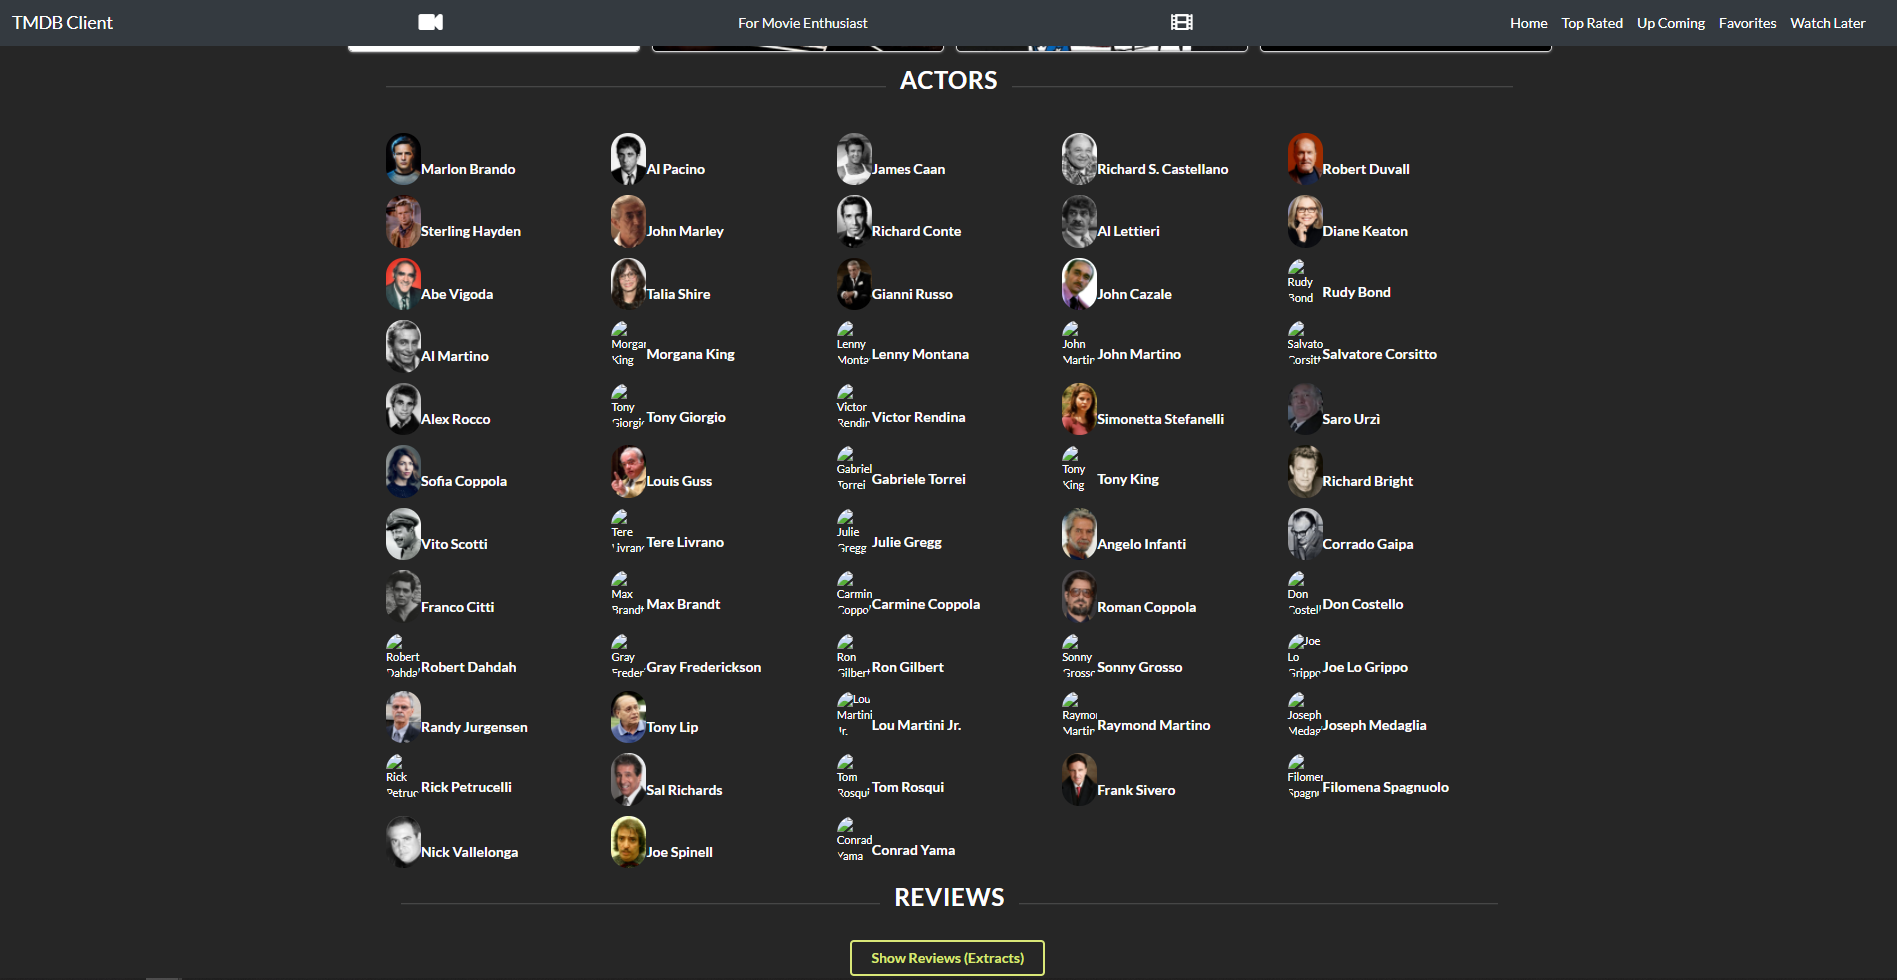 TMDB Client
For Movie Enthusiast
Home Top Rated Up Coming Favorites Watch Later
ACTORS
Marlon Brando Al Pacino James Caan Richard S. Castellano Robert Duvall
Sterling Hayden John Marley Richard Conte Al Lettieri Diane Keaton
Abe Vigoda Talia Shire Gianni Russo John Cazale Rudy Bond Rudy Bond
Al Martino Morgana King Morgana King Lenny Monta Lenny Montana John Martin John Martino Salvato Corsitt Salvatore Corsitto
Alex Rocco Tony Giorgi Tony Giorgio Victor Rendin Victor Rendina Simonetta Stefanelli Saro Urzì
Sofia Coppola Louis Guss Gabriel Torrei Gabriele Torrei Tony King Tony King Richard Bright
Vito Scotti Tere Livran Tere Livrano Julie Gregg Julie Gregg Angelo Infanti Corrado Gaipa
Franco Citti Max Brandt Max Brandt Carmin Coppo Carmine Coppola Roman Coppola Don Costell Don Costello
Robert Dahda Robert Dahdah Gray Freder Gray Frederickson Ron Gilbert Ron Gilbert Sonny Grosso Sonny Grosso Joe Lo Grippo Joe Lo Grippo
Randy Jurgensen Tony Lip Lou Martini Jr. Lou Martini Jr. Raymo Martin Raymond Martino Joseph Medag Joseph Medaglia
Rick Petruc Rick Petrucelli Sal Richards Tom Rosqui Tom Rosqui Frank Sivero Filomen Spagnu Filomena Spagnuolo
Nick Vallelonga Joe Spinell Conrad Yama Conrad Yama
REVIEWS
Show Reviews (Extracts)